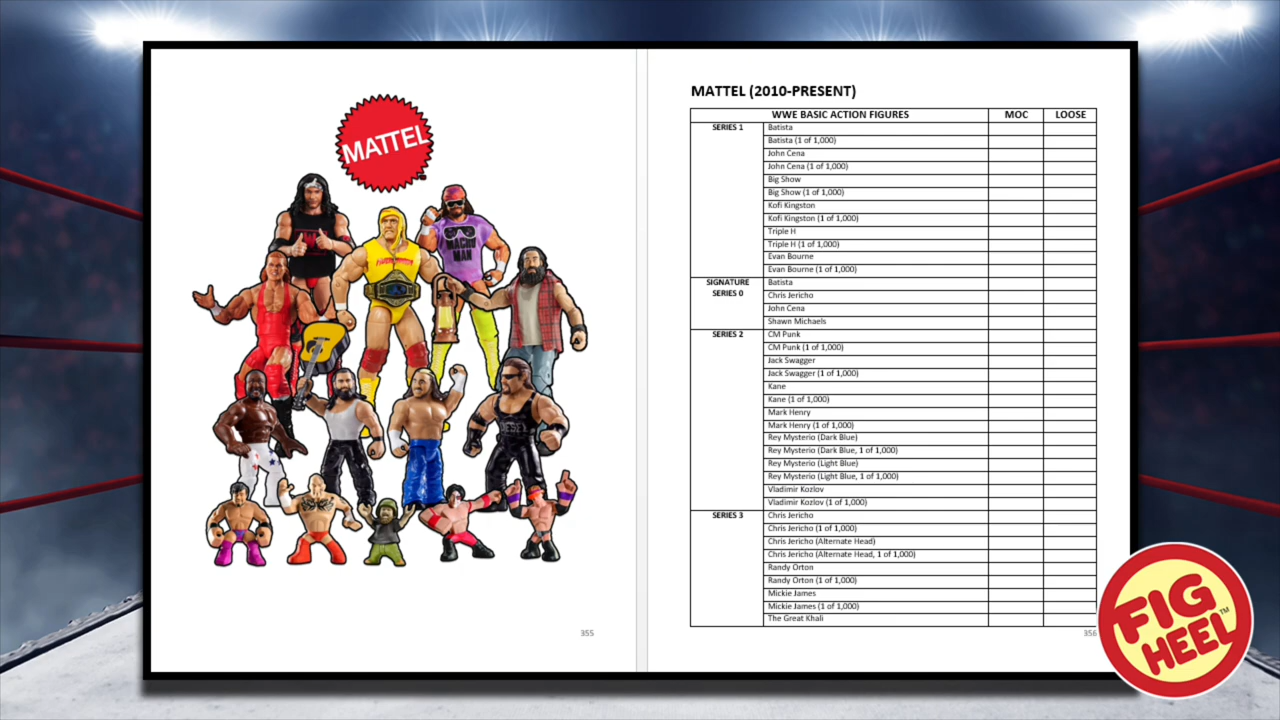 MATTEL
MACHO
MAN
REBEL
355
MATTEL (2010-PRESENT)
WWE BASIC ACTION FIGURES MOC LOOSE
SERIES 1 Batista
Batista (1 of 1,000)
John Cena
John Cena (1 of 1,000)
Big Show
Big Show (1 of 1,000)
Kofi Kingston
Kofi Kingston (1 of 1,000)
Triple H
Triple H (1 of 1,000)
Evan Bourne
Evan Bourne (1 of 1,000)
SIGNATURE SERIES 0 Batista
Chris Jericho
John Cena
Shawn Michaels
SERIES 2 CM Punk
CM Punk (1 of 1,000)
Jack Swagger
Jack Swagger (1 of 1,000)
Kane
Kane (1 of 1,000)
Mark Henry
Mark Henry (1 of 1,000)
Rey Mysterio (Dark Blue)
Rey Mysterio (Dark Blue, 1 of 1,000)
Rey Mysterio (Light Blue)
Rey Mysterio (Light Blue, 1 of 1,000)
Vladimir Kozlov
Vladimir Kozlov (1 of 1,000)
SERIES 3 Chris Jericho
Chris Jericho (1 of 1,000)
Chris Jericho (Alternate Head)
Chris Jericho (Alternate Head, 1 of 1,000)
Randy Orton
Randy Orton (1 of 1,000)
Mickie James
Mickie James (1 of 1,000)
The Great Khali
356
FIG
HEEL™